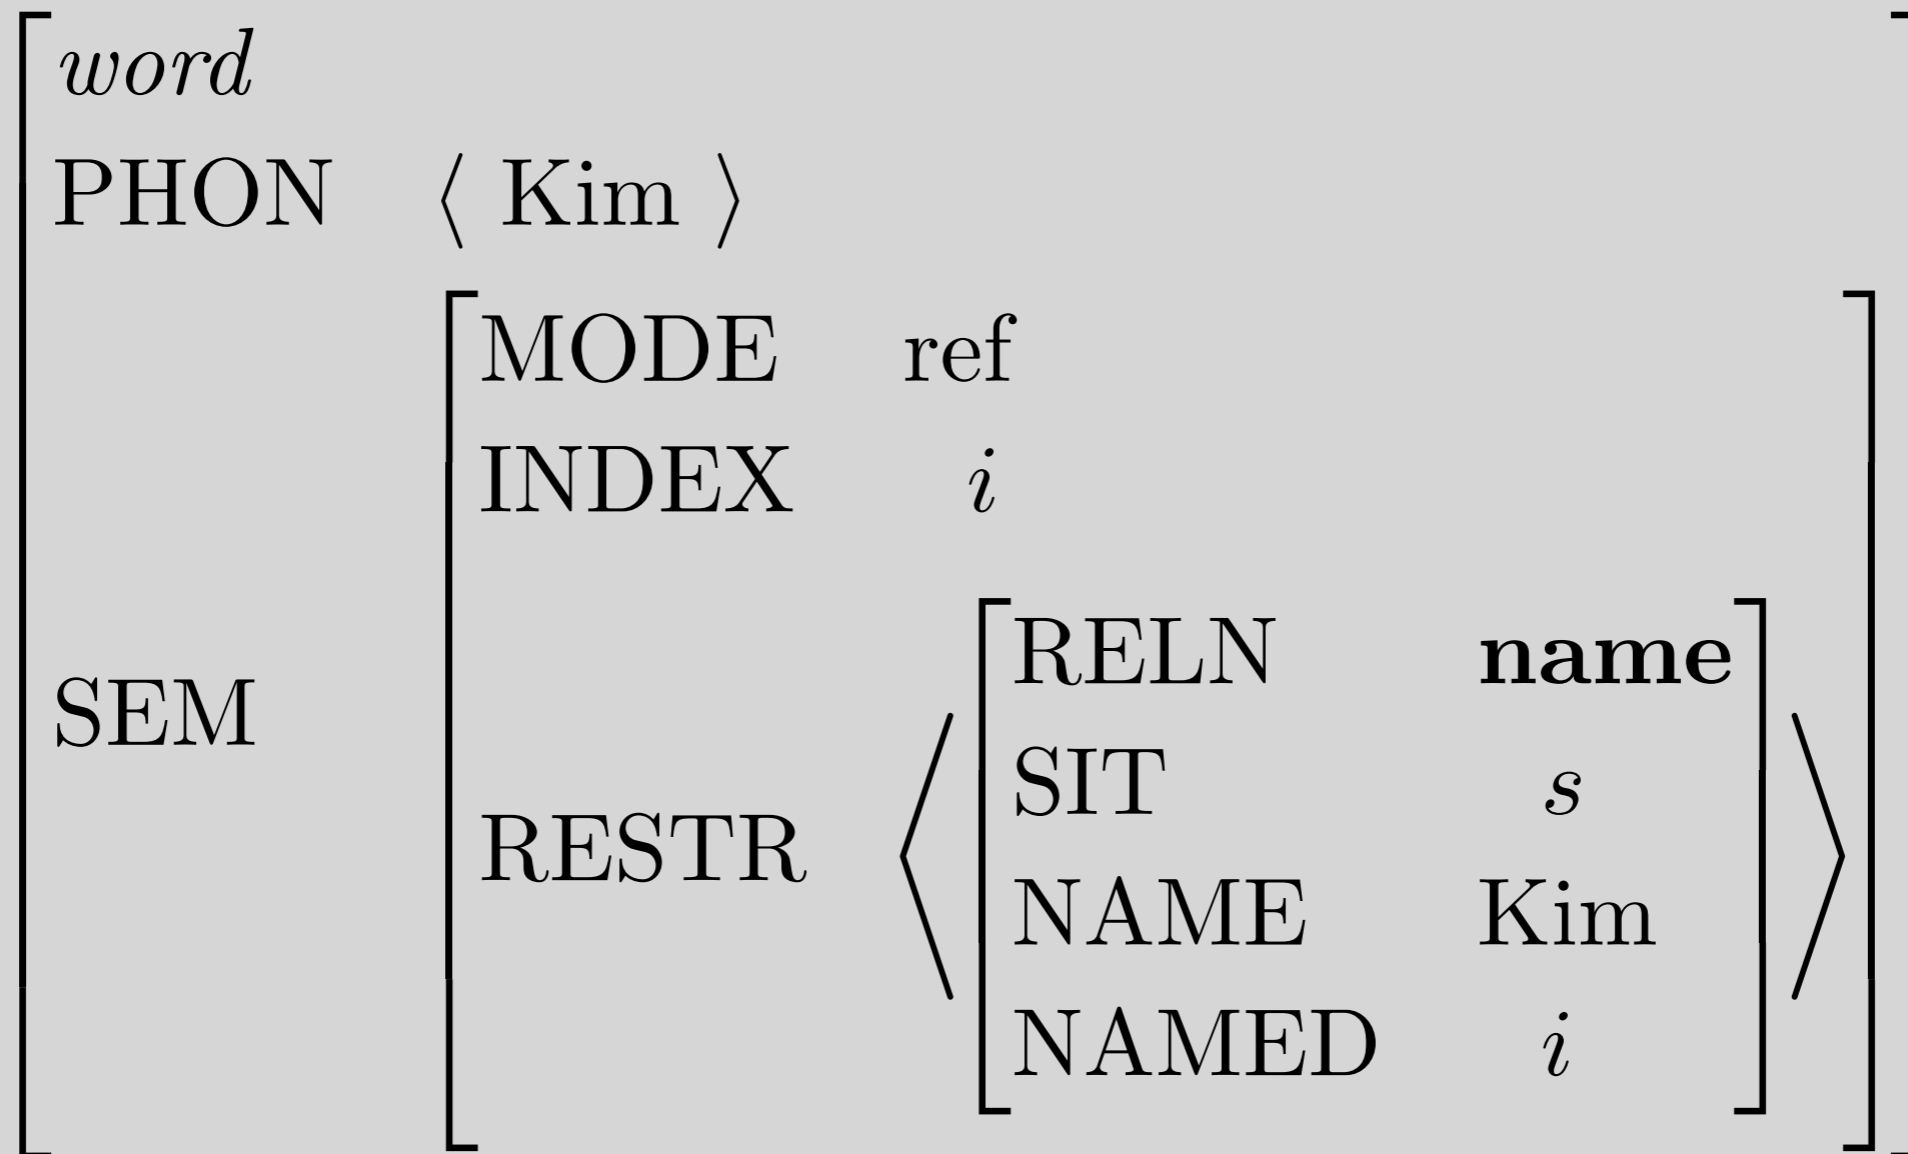 word
PHON ⟨ Kim ⟩
MODE ref
INDEX i
RELN name
SEM SIT s
RESTR NAME Kim
NAMED i